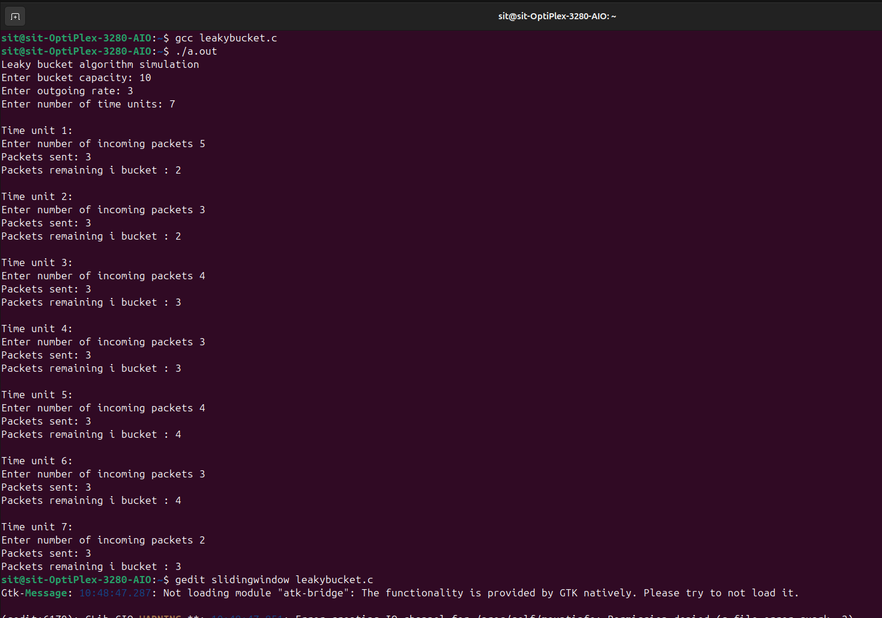 sit@sit-OptiPlex-3280-AIO: ~
sit@sit-OptiPlex-3280-AIO:~$ gcc leakybucket.c
sit@sit-OptiPlex-3280-AIO:~$ ./a.out
Leaky bucket algorithm simulation
Enter bucket capacity: 10
Enter outgoing rate: 3
Enter number of time units: 7
Time unit 1:
Enter number of incoming packets 5
Packets sent: 3
Packets remaining i bucket : 2
Time unit 2:
Enter number of incoming packets 3
Packets sent: 3
Packets remaining i bucket : 2
Time unit 3:
Enter number of incoming packets 4
Packets sent: 3
Packets remaining i bucket : 3
Time unit 4:
Enter number of incoming packets 3
Packets sent: 3
Packets remaining i bucket : 3
Time unit 5:
Enter number of incoming packets 4
Packets sent: 3
Packets remaining i bucket : 4
Time unit 6:
Enter number of incoming packets 3
Packets sent: 3
Packets remaining i bucket : 4
Time unit 7:
Enter number of incoming packets 2
Packets sent: 3
Packets remaining i bucket : 3
sit@sit-OptiPlex-3280-AIO:~$ gedit slidingwindow leakybucket.c
Gtk-Message: 10:48:47.287: Not loading module "atk-bridge": The functionality is provided by GTK natively. Please try to not load it.